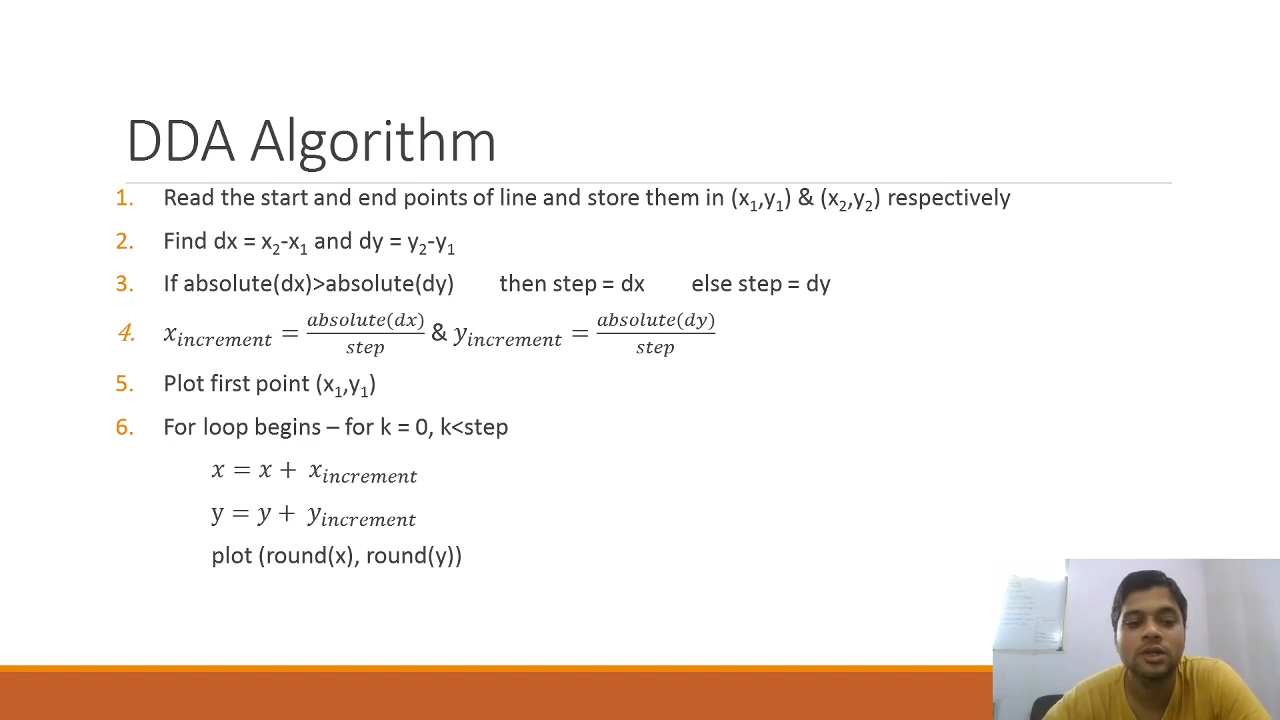 DDA Algorithm
1. Read the start and end points of line and store them in (x₁,y₁) & (x₂,y₂) respectively
2. Find dx = x₂-x₁ and dy = y₂-y₁
3. If absolute(dx)>absolute(dy) then step = dx else step = dy
4. x_increment = absolute(dx)/step & y_increment = absolute(dy)/step
5. Plot first point (x₁,y₁)
6. For loop begins – for k = 0, k<step
x = x + x_increment
y = y + y_increment
plot (round(x), round(y))